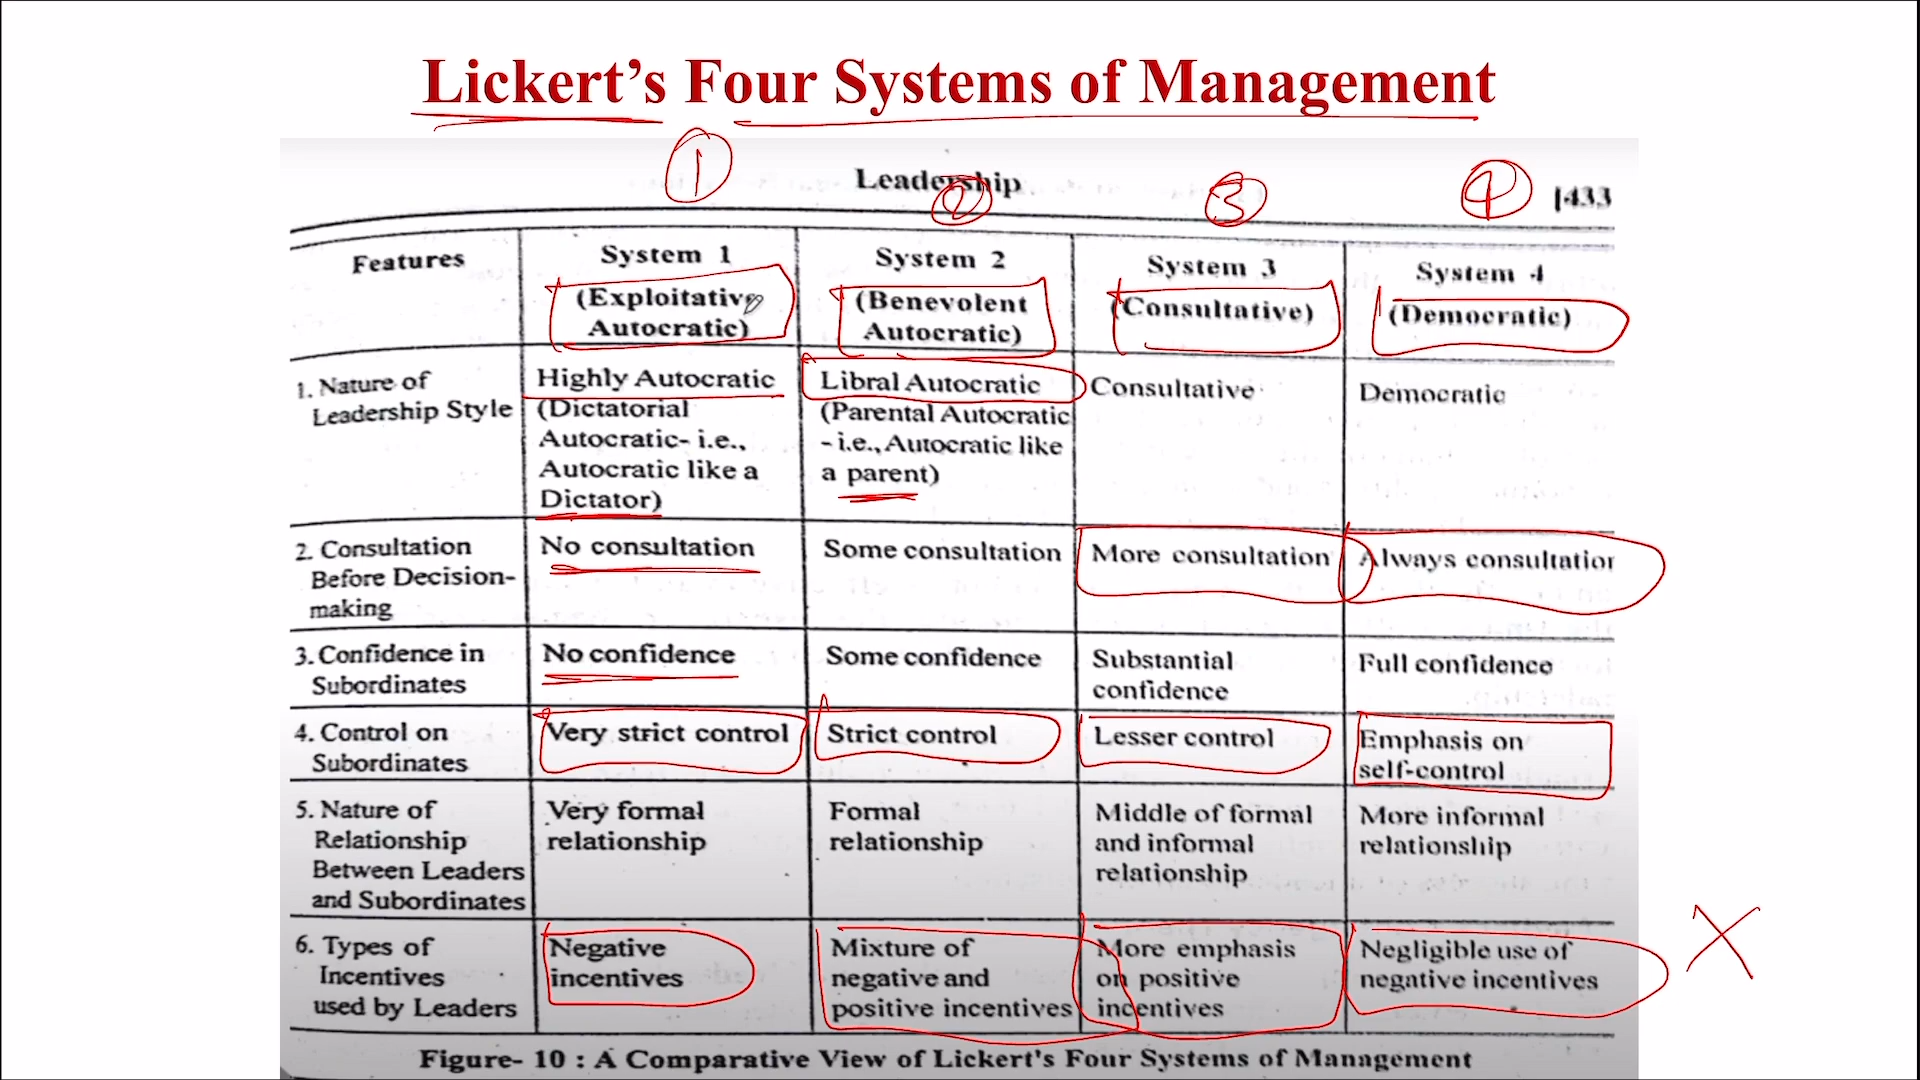 Lickert’s Four Systems of Management
1
Leadership
2
3
4
[433
Features
System 1
(Exploitative
Autocratic)
System 2
(Benevolent
Autocratic)
System 3
(Consultative)
System 4
(Democratic)
1. Nature of
Leadership Style
Highly Autocratic
(Dictatorial
Autocratic- i.e.,
Autocratic like a
Dictator)
Libral Autocratic
(Parental Autocratic
- i.e., Autocratic like
a parent)
Consultative
Democratic
2. Consultation
Before Decision-
making
No consultation
Some consultation
More consultation
Always consultation
3. Confidence in
Subordinates
No confidence
Some confidence
Substantial
confidence
Full confidence
4. Control on
Subordinates
Very strict control
Strict control
Lesser control
Emphasis on
self-control
5. Nature of
Relationship
Between Leaders
and Subordinates
Very formal
relationship
Formal
relationship
Middle of formal
and informal
relationship
More informal
relationship
6. Types of
Incentives
used by Leaders
Negative
incentives
Mixture of
negative and
positive incentives
More emphasis
on positive
incentives
Negligible use of
negative incentives
Figure- 10 : A Comparative View of Lickert's Four Systems of Management